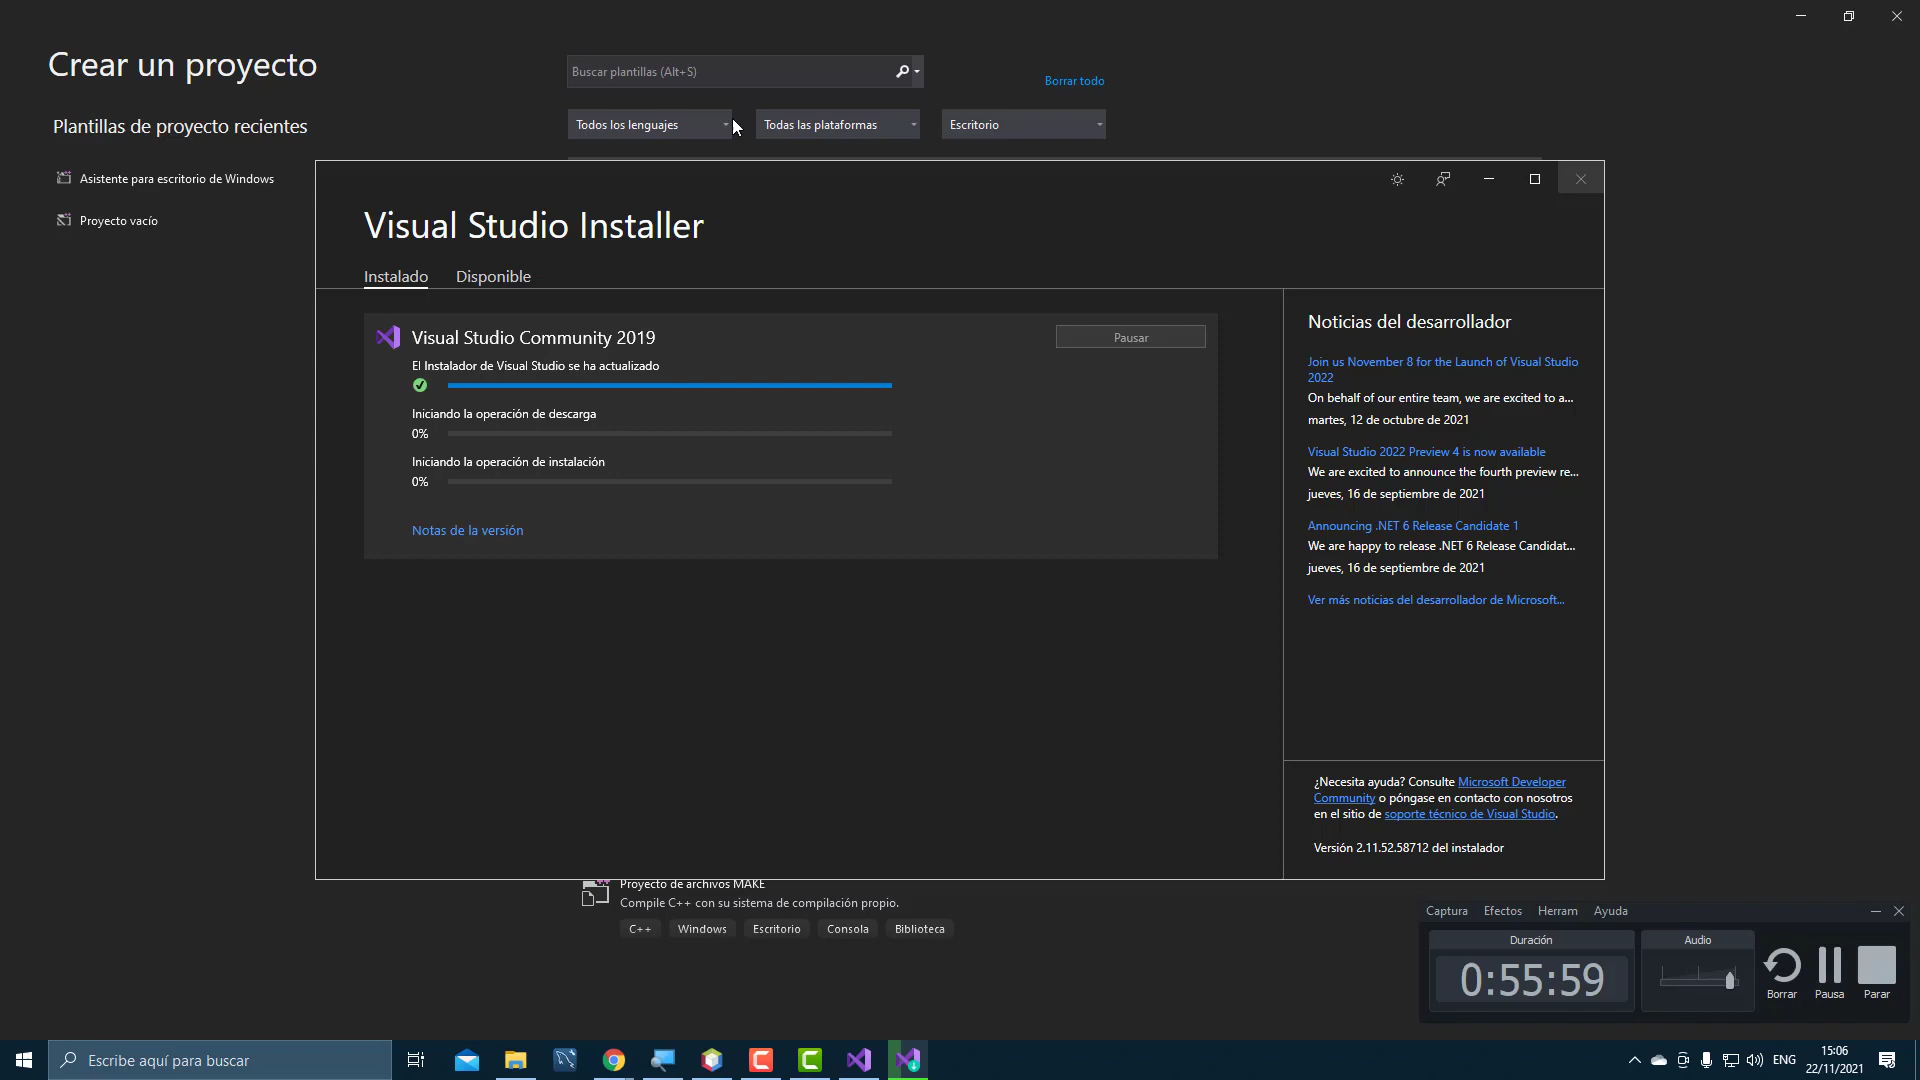 Crear un proyecto
Plantillas de proyecto recientes
Asistente para escritorio de Windows
Proyecto vacío
Buscar plantillas (Alt+S)
Borrar todo
Todos los lenguajes
Todas las plataformas
Escritorio
Visual Studio Installer
Instalado
Disponible
Visual Studio Community 2019
Pausar
El Instalador de Visual Studio se ha actualizado
Iniciando la operación de descarga
0%
Iniciando la operación de instalación
0%
Notas de la versión
Noticias del desarrollador
Join us November 8 for the Launch of Visual Studio
2022
On behalf of our entire team, we are excited to a...
martes, 12 de octubre de 2021
Visual Studio 2022 Preview 4 is now available
We are excited to announce the fourth preview re...
jueves, 16 de septiembre de 2021
Announcing .NET 6 Release Candidate 1
We are happy to release .NET 6 Release Candidat...
jueves, 16 de septiembre de 2021
Ver más noticias del desarrollador de Microsoft...
¿Necesita ayuda? Consulte Microsoft Developer
Community o póngase en contacto con nosotros
en el sitio de soporte técnico de Visual Studio.
Versión 2.11.52.58712 del instalador
Proyecto de archivos MAKE
Compile C++ con su sistema de compilación propio.
C++
Windows
Escritorio
Consola
Biblioteca
Captura
Efectos
Herram
Ayuda
Duración
0:55:59
Audio
Borrar
Pausa
Parar
Escribe aquí para buscar
ENG
15:06
22/11/2021